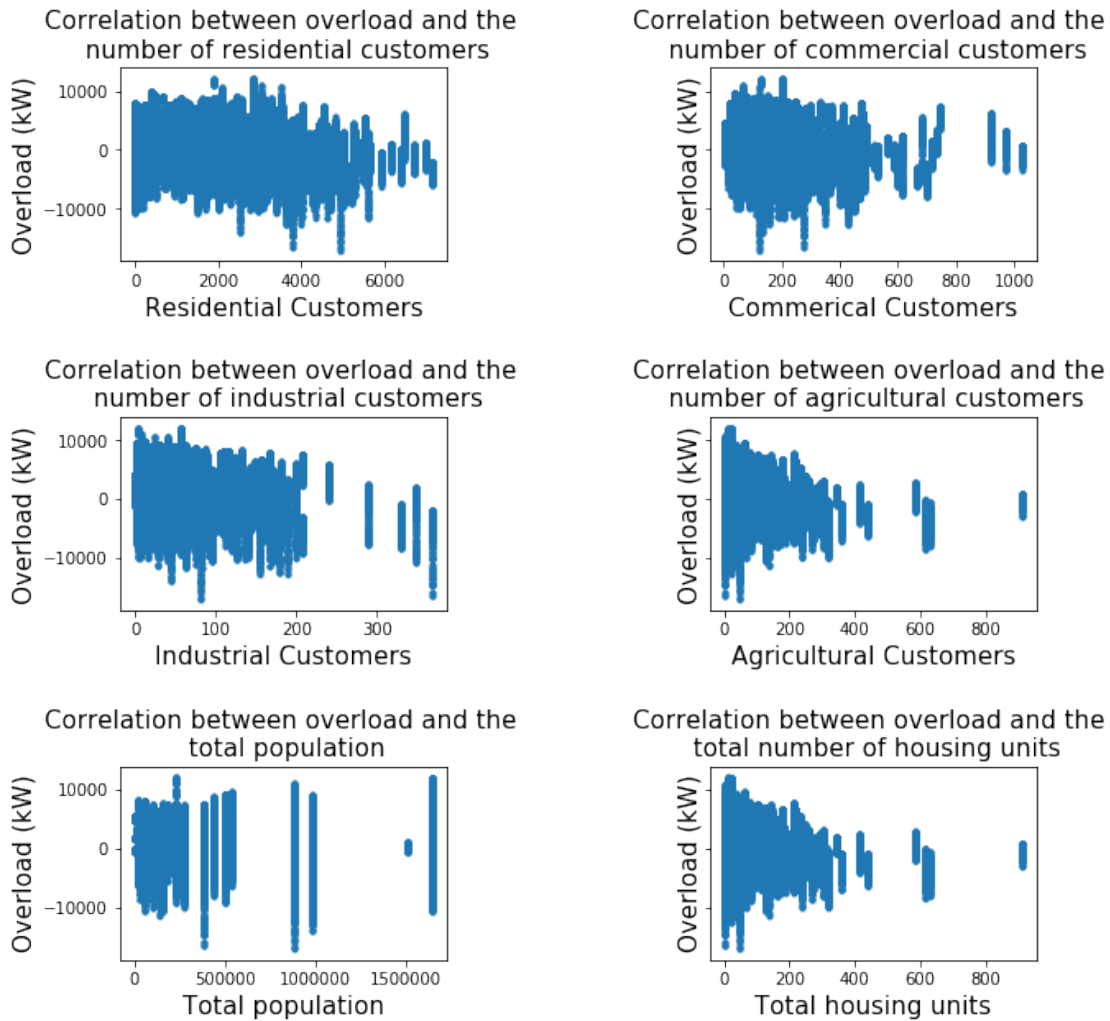 Correlation between overload and the
number of residential customers
10000
0
−10000
Overload (kW)
0 2000 4000 6000
Residential Customers
Correlation between overload and the
number of commercial customers
Overload (kW)
0 200 400 600 800 1000
Commerical Customers
Correlation between overload and the
number of industrial customers
10000
0
−10000
Overload (kW)
0 100 200 300
Industrial Customers
Correlation between overload and the
number of agricultural customers
Overload (kW)
0 200 400 600 800
Agricultural Customers
Correlation between overload and the
total population
10000
0
−10000
Overload (kW)
0 500000 1000000 1500000
Total population
Correlation between overload and the
total number of housing units
Overload (kW)
0 200 400 600 800
Total housing units